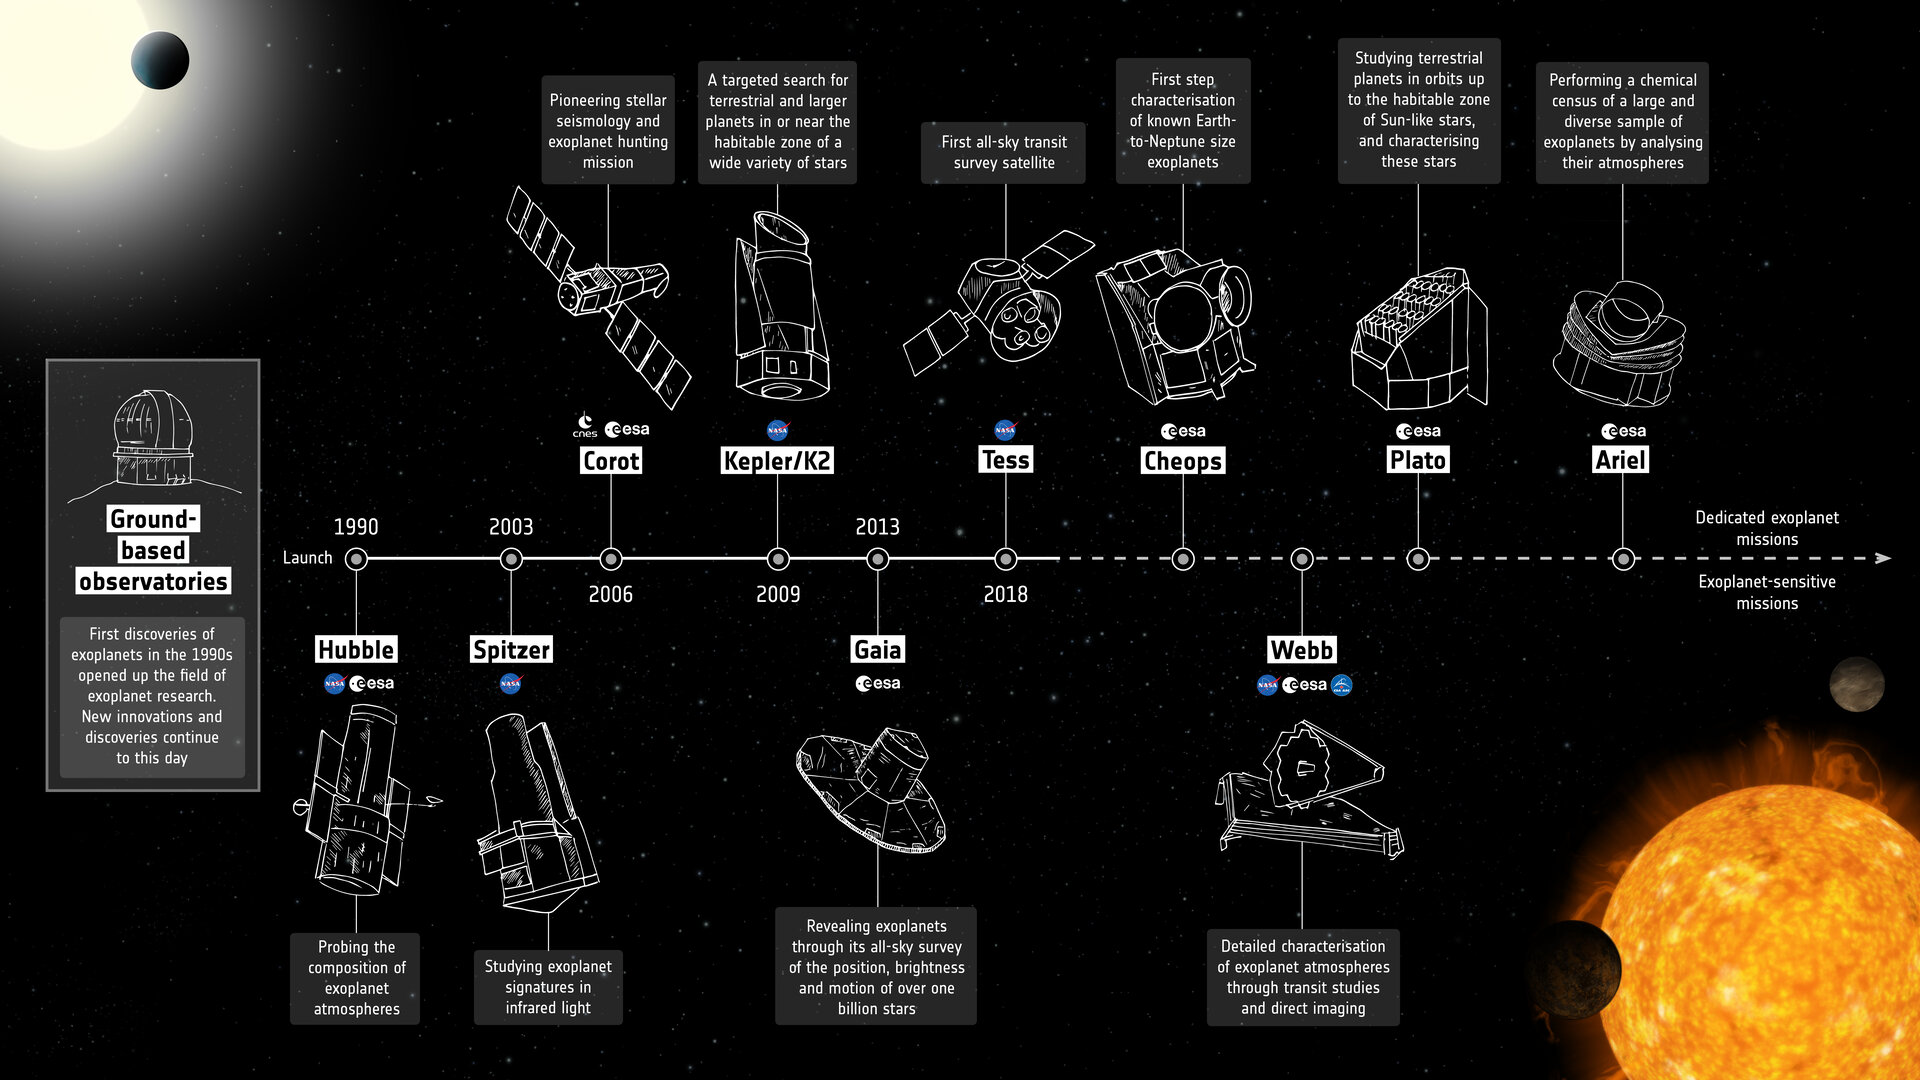 Pioneering stellar
seismology and
exoplanet hunting
mission
A targeted search for
terrestrial and larger
planets in or near the
habitable zone of a
wide variety of stars
First all-sky transit
survey satellite
First step
characterisation
of known Earth-
to-Neptune size
exoplanets
Studying terrestrial
planets in orbits up
to the habitable zone
of Sun-like stars,
and characterising
these stars
Performing a chemical
census of a large and
diverse sample of
exoplanets by analysing
their atmospheres
cnes esa
Corot
NASA
Kepler/K2
NASA
Tess
esa
Cheops
esa
Plato
esa
Ariel
Ground-
based
observatories
First discoveries of
exoplanets in the 1990s
opened up the field of
exoplanet research.
New innovations and
discoveries continue
to this day
Launch
1990
2003
2006
2009
2013
2018
Dedicated exoplanet
missions
Exoplanet-sensitive
missions
Hubble
NASA esa
Spitzer
NASA
Gaia
esa
Webb
NASA esa
Probing the
composition of
exoplanet
atmospheres
Studying exoplanet
signatures in
infrared light
Revealing exoplanets
through its all-sky survey
of the position, brightness
and motion of over one
billion stars
Detailed characterisation
of exoplanet atmospheres
through transit studies
and direct imaging